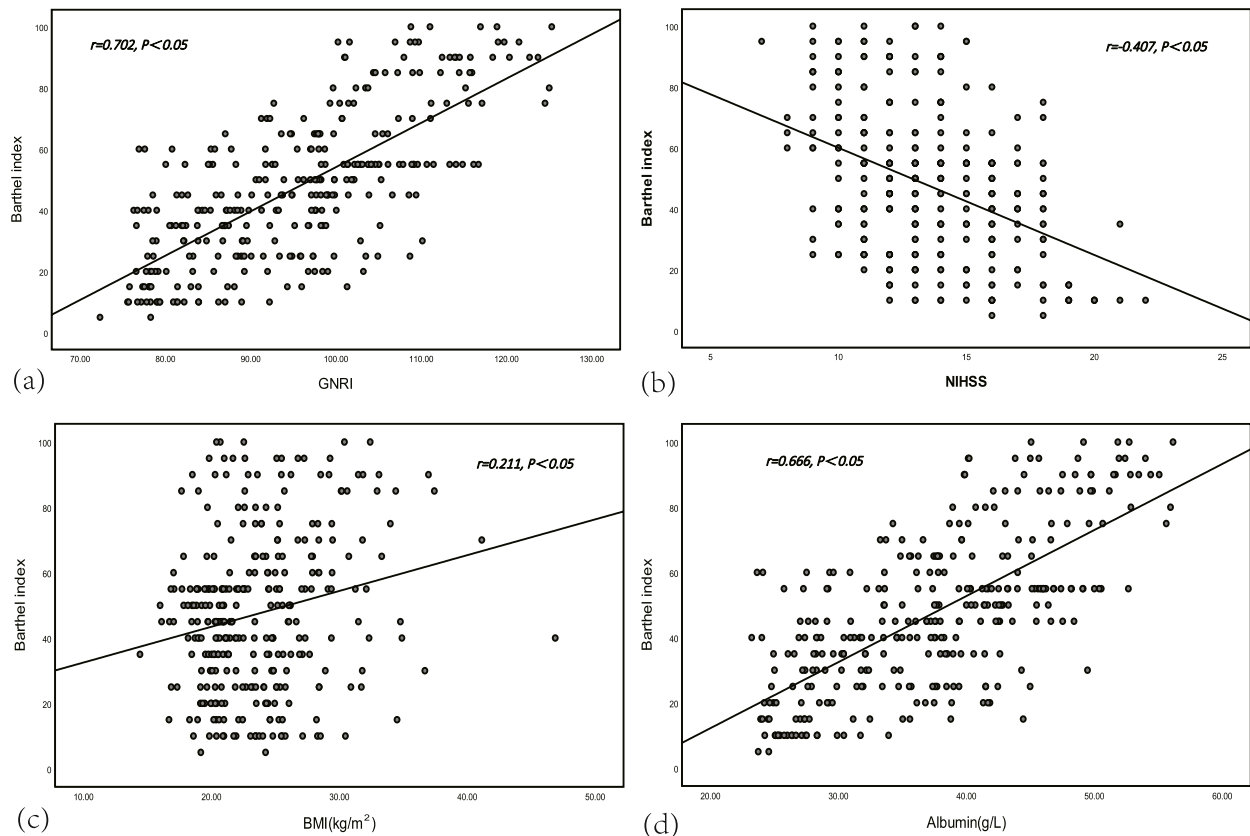 r=0.702, P<0.05
Barthel index
100
80
60
40
20
0
70.00 80.00 90.00 100.00 110.00 120.00 130.00
GNRI
(a)
r=-0.407, P<0.05
Barthel index
100
80
60
40
20
0
5 10 15 20 25
NIHSS
(b)
r=0.211, P<0.05
Barthel index
100
80
60
40
20
0
10.00 20.00 30.00 40.00 50.00
BMI(kg/m²)
(c)
r=0.666, P<0.05
Barthel index
100
80
60
40
20
0
20.00 30.00 40.00 50.00 60.00
Albumin(g/L)
(d)